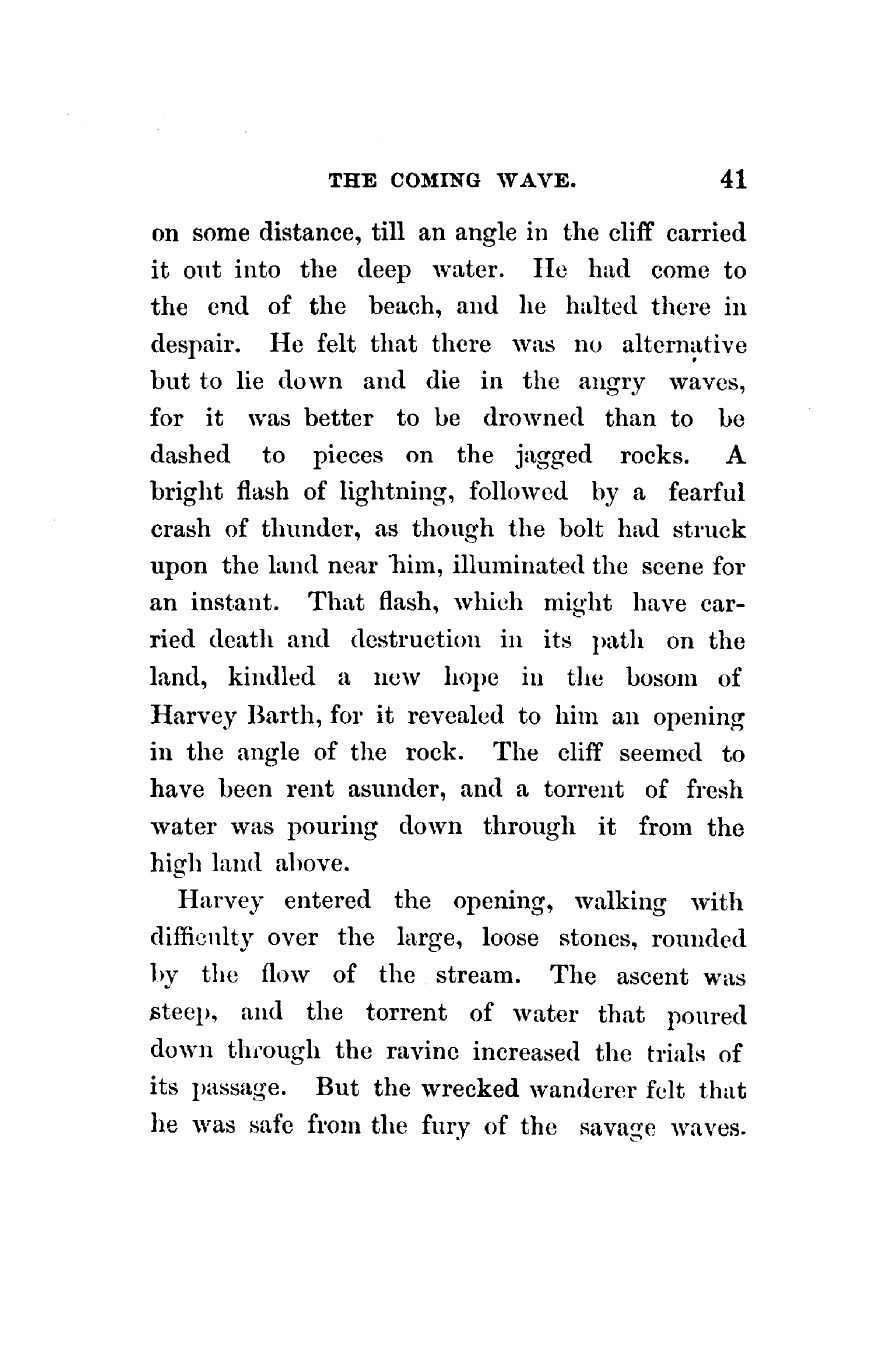 THE COMING WAVE. 41
on some distance, till an angle in the cliff carried
it out into the deep water. He had come to
the end of the beach, and he halted there in
despair. He felt that there was no alternative
but to lie down and die in the angry waves,
for it was better to be drowned than to be
dashed to pieces on the jagged rocks. A
bright flash of lightning, followed by a fearful
crash of thunder, as though the bolt had struck
upon the land near him, illuminated the scene for
an instant. That flash, which might have car-
ried death and destruction in its path on the
land, kindled a new hope in the bosom of
Harvey Barth, for it revealed to him an opening
in the angle of the rock. The cliff seemed to
have been rent asunder, and a torrent of fresh
water was pouring down through it from the
high land above.
Harvey entered the opening, walking with
difficulty over the large, loose stones, rounded
by the flow of the stream. The ascent was
steep, and the torrent of water that poured
down through the ravine increased the trials of
its passage. But the wrecked wanderer felt that
he was safe from the fury of the savage waves.